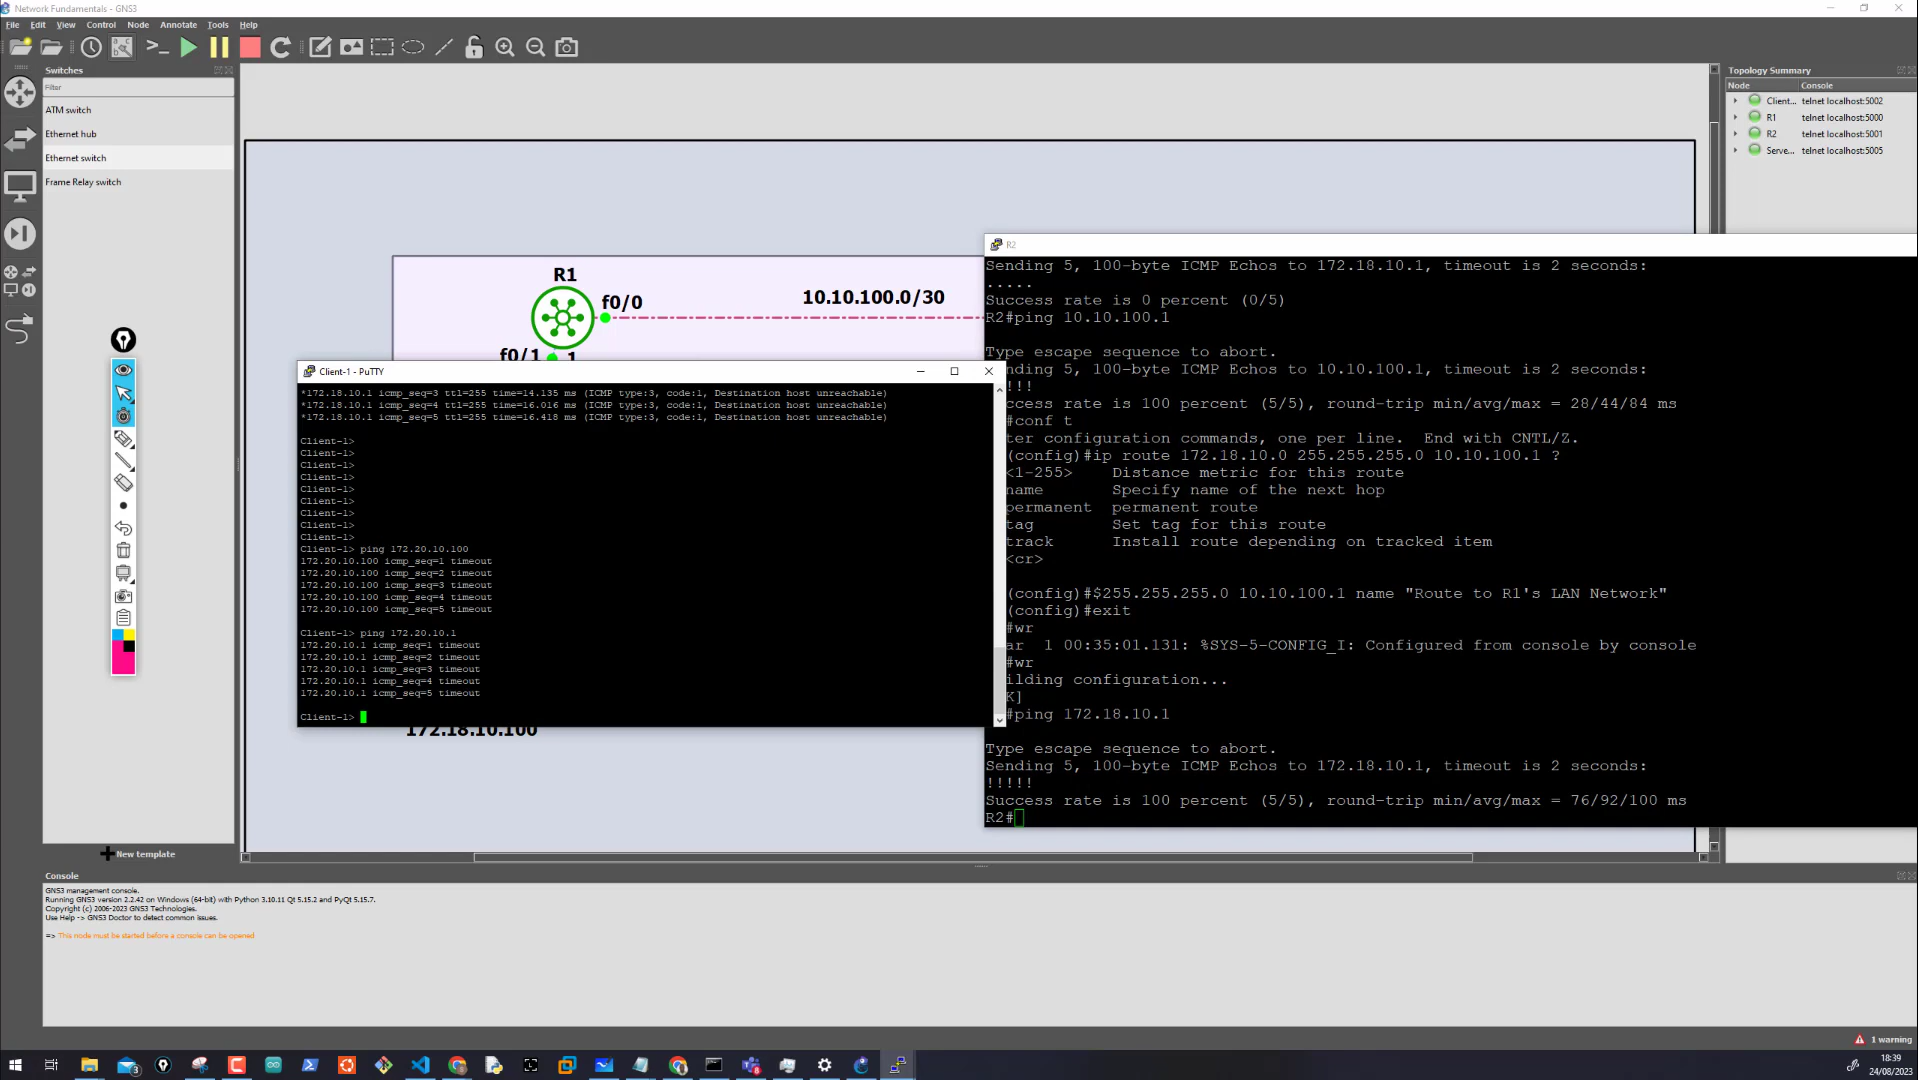 Network Fundamentals - GNS3
File Edit View Control Node Annotate Tools Help
Switches
Filter
ATM switch
Ethernet hub
Ethernet switch
Frame Relay switch
New template
R1
f0/0
10.10.100.0/30
f0/1
1
172.18.10.100
Client-1 - PuTTY
*172.18.10.1 icmp_seq=3 ttl=255 time=14.135 ms (ICMP type:3, code:1, Destination host unreachable)
*172.18.10.1 icmp_seq=4 ttl=255 time=16.016 ms (ICMP type:3, code:1, Destination host unreachable)
*172.18.10.1 icmp_seq=5 ttl=255 time=16.418 ms (ICMP type:3, code:1, Destination host unreachable)
Client-1>
Client-1>
Client-1>
Client-1>
Client-1>
Client-1>
Client-1>
Client-1>
Client-1>
Client-1> ping 172.20.10.100
172.20.10.100 icmp_seq=1 timeout
172.20.10.100 icmp_seq=2 timeout
172.20.10.100 icmp_seq=3 timeout
172.20.10.100 icmp_seq=4 timeout
172.20.10.100 icmp_seq=5 timeout
Client-1> ping 172.20.10.1
172.20.10.1 icmp_seq=1 timeout
172.20.10.1 icmp_seq=2 timeout
172.20.10.1 icmp_seq=3 timeout
172.20.10.1 icmp_seq=4 timeout
172.20.10.1 icmp_seq=5 timeout
Client-1>
R2
Sending 5, 100-byte ICMP Echos to 172.18.10.1, timeout is 2 seconds:
.....
Success rate is 0 percent (0/5)
R2#ping 10.10.100.1
Type escape sequence to abort.
ending 5, 100-byte ICMP Echos to 10.10.100.1, timeout is 2 seconds:
!!!
ccess rate is 100 percent (5/5), round-trip min/avg/max = 28/44/84 ms
#conf t
ter configuration commands, one per line.  End with CNTL/Z.
(config)#ip route 172.18.10.0 255.255.255.0 10.10.100.1 ?
<1-255> Distance metric for this route
name Specify name of the next hop
permanent permanent route
tag Set tag for this route
track Install route depending on tracked item
<cr>
(config)#$255.255.255.0 10.10.100.1 name "Route to R1's LAN Network"
(config)#exit
#wr
ar  1 00:35:01.131: %SYS-5-CONFIG_I: Configured from console by console
#wr
ilding configuration...
K]
#ping 172.18.10.1
Type escape sequence to abort.
Sending 5, 100-byte ICMP Echos to 172.18.10.1, timeout is 2 seconds:
!!!!!
Success rate is 100 percent (5/5), round-trip min/avg/max = 76/92/100 ms
R2#
Topology Summary
Node Console
Client... telnet localhost:5002
R1 telnet localhost:5000
R2 telnet localhost:5001
Serve... telnet localhost:5005
Console
GNS3 management console.
Running GNS3 version 2.2.42 on Windows (64-bit) with Python 3.10.11 Qt 5.15.2 and PyQt 5.15.7.
Copyright (c) 2006-2023 GNS3 Technologies.
Use Help -> GNS3 Doctor to detect common issues.
=> This node must be started before a console can be opened
1 warning
18:39
24/08/2023